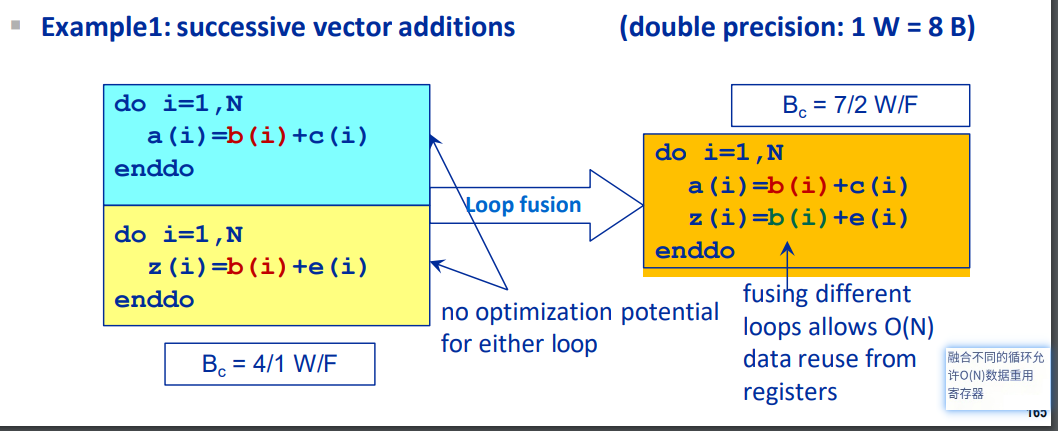 Example1: successive vector additions (double precision: 1 W = 8 B)
do i=1,N
a(i)=b(i)+c(i)
enddo
do i=1,N
z(i)=b(i)+e(i)
enddo
Bc = 4/1 W/F
Loop fusion
no optimization potential
for either loop
Bc = 7/2 W/F
do i=1,N
a(i)=b(i)+c(i)
z(i)=b(i)+e(i)
enddo
fusing different
loops allows O(N)
data reuse from
registers
融合不同的循环允
许O(N)数据重用
寄存器
165